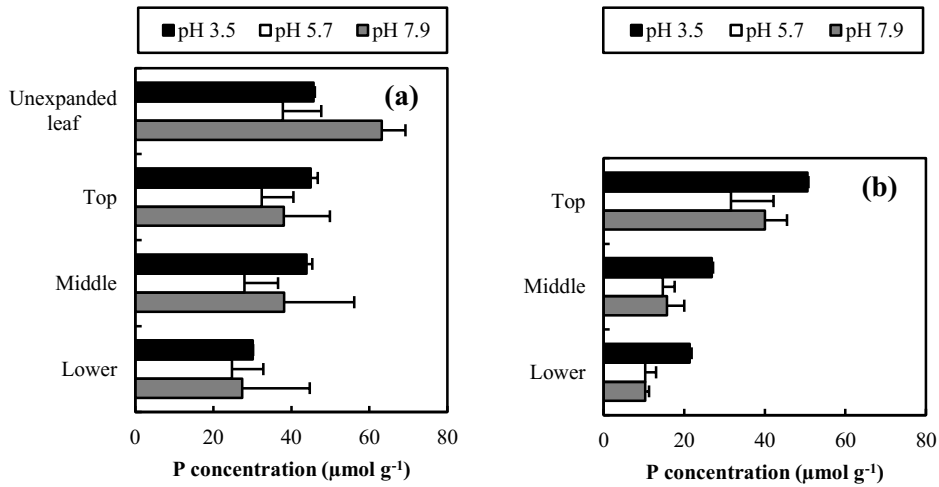 pH 3.5 pH 5.7 pH 7.9
(a)
Unexpanded
leaf
Top
Middle
Lower
0 20 40 60 80
P concentration (µmol g⁻¹)
pH 3.5 pH 5.7 pH 7.9
(b)
Top
Middle
Lower
0 20 40 60 80
P concentration (µmol g⁻¹)